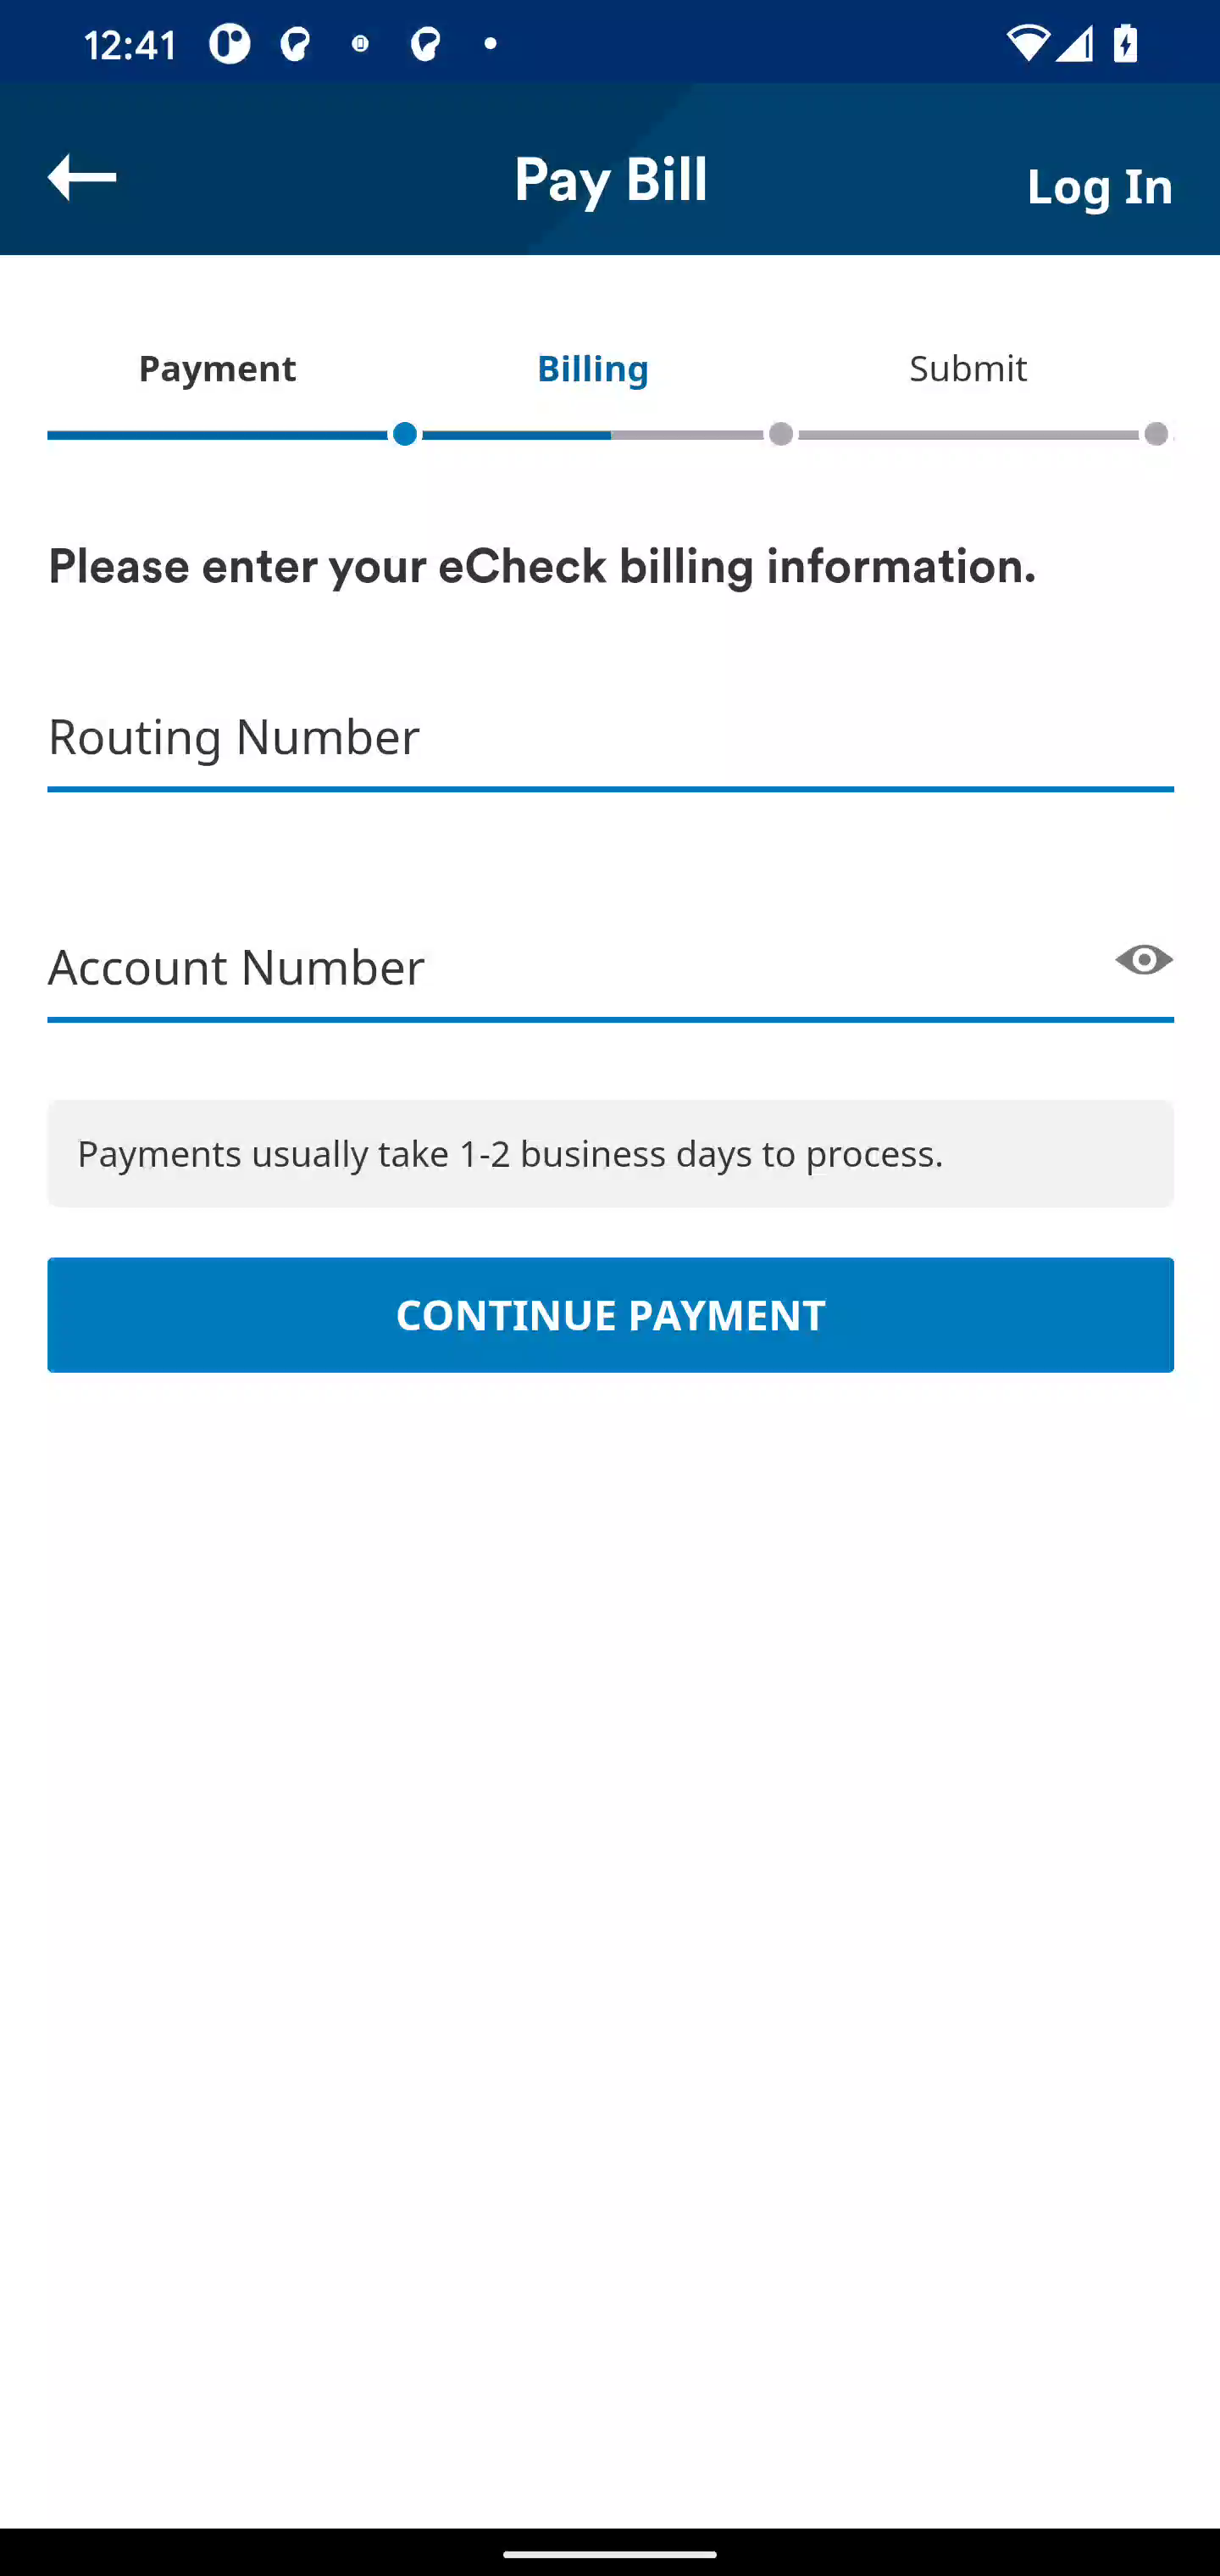 12:41
Pay Bill
Log In
Payment
Billing
Submit
Please enter your eCheck billing information.
Routing Number
Account Number
Payments usually take 1-2 business days to process.
CONTINUE PAYMENT